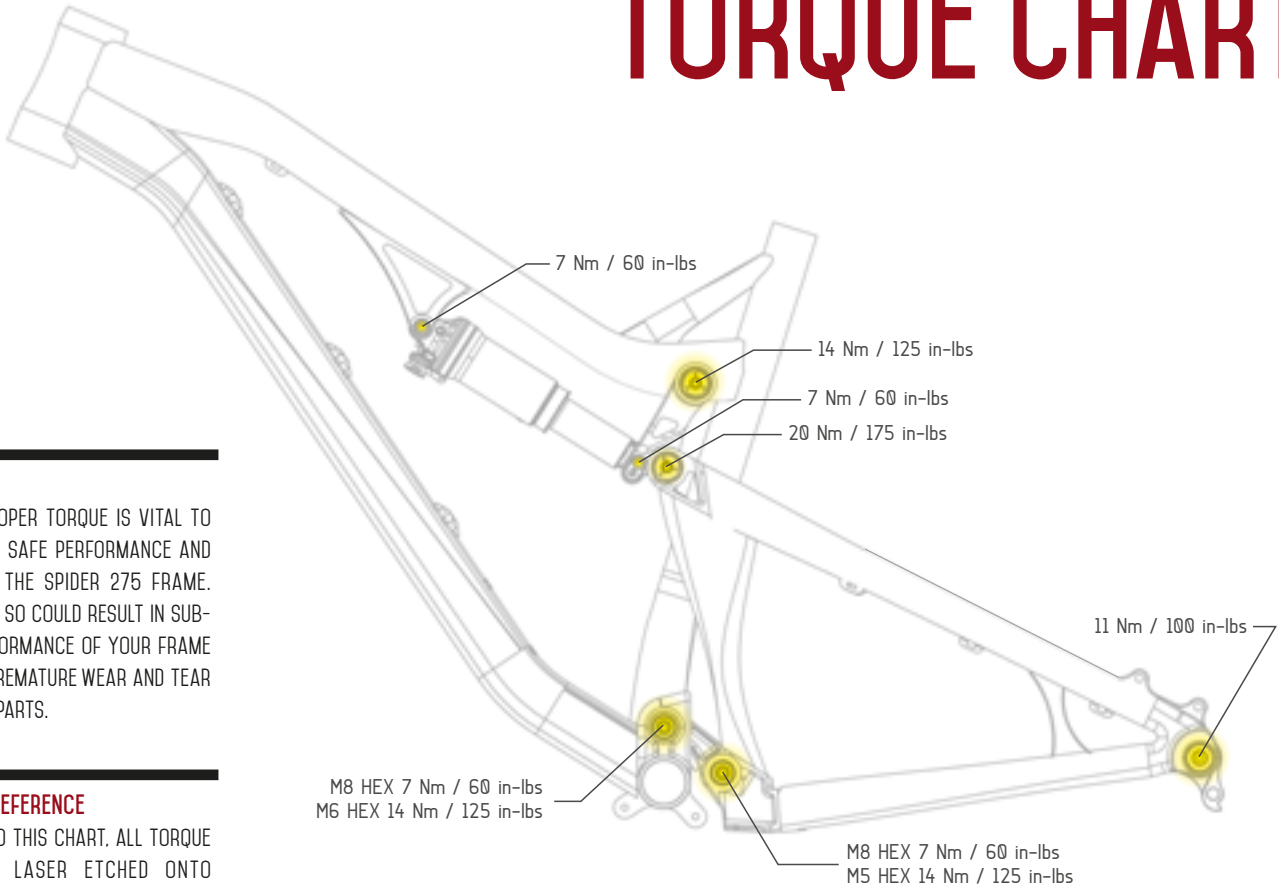 TORQUE CHART
7 Nm / 60 in-lbs
14 Nm / 125 in-lbs
7 Nm / 60 in-lbs
20 Nm / 175 in-lbs
OPER TORQUE IS VITAL TO
SAFE PERFORMANCE AND
THE SPIDER 275 FRAME.
SO COULD RESULT IN SUB-
ORMANCE OF YOUR FRAME
REMATURE WEAR AND TEAR
PARTS.
11 Nm / 100 in-lbs
M8 HEX 7 Nm / 60 in-lbs
M6 HEX 14 Nm / 125 in-lbs
EFERENCE
O THIS CHART, ALL TORQUE
LASER ETCHED ONTO
M8 HEX 7 Nm / 60 in-lbs
M5 HEX 14 Nm / 125 in-lbs